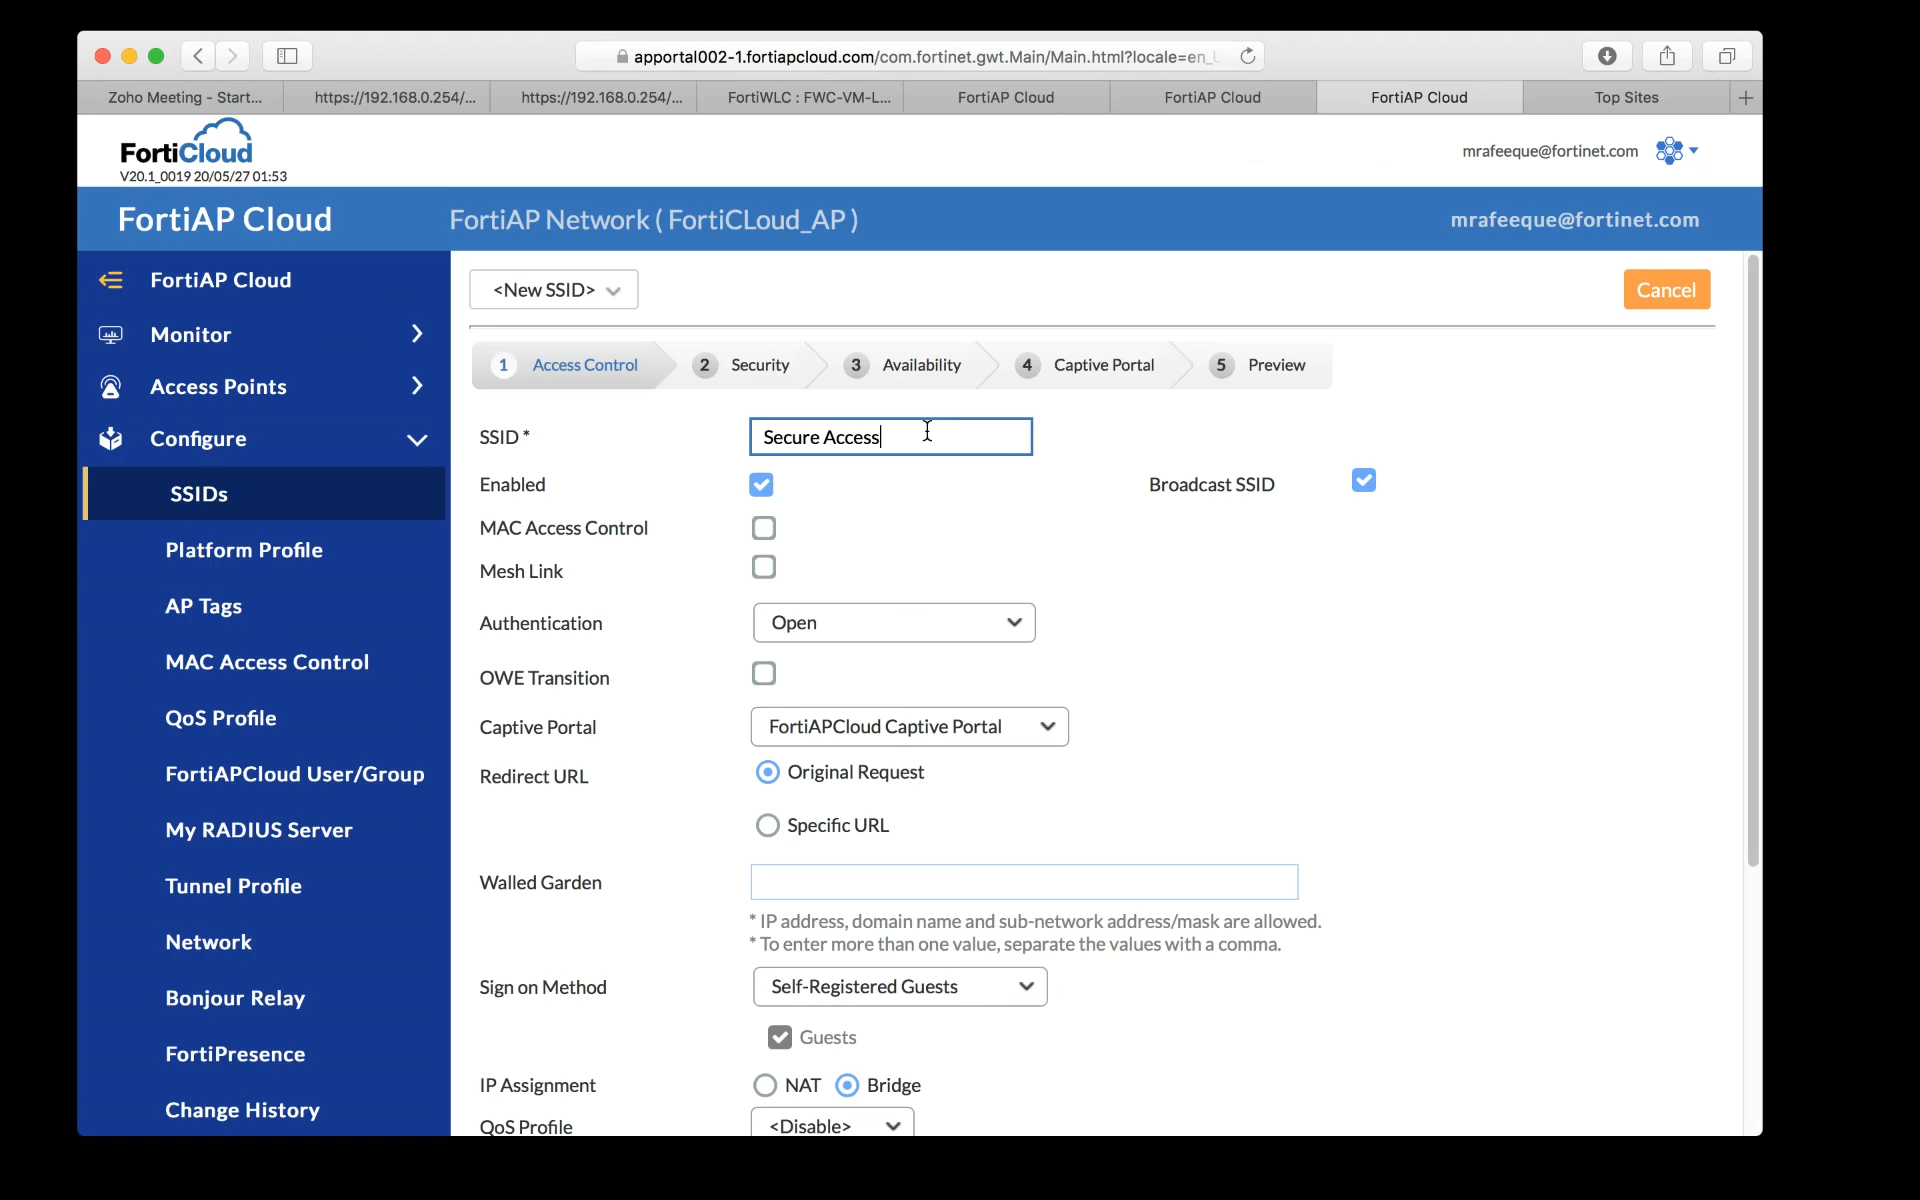 apportal002-1.fortiapcloud.com/com.fortinet.gwt.Main/Main.html?locale=en_U
Zoho Meeting - Start...
https://192.168.0.254/...
https://192.168.0.254/...
FortiWLC : FWC-VM-L...
FortiAP Cloud
FortiAP Cloud
FortiAP Cloud
Top Sites
FortiCloud
V20.1_0019 20/05/27 01:53
mrafeeque@fortinet.com
FortiAP Cloud
FortiAP Network ( FortiCLoud_AP )
mrafeeque@fortinet.com
FortiAP Cloud
Monitor
Access Points
Configure
SSIDs
Platform Profile
AP Tags
MAC Access Control
QoS Profile
FortiAPCloud User/Group
My RADIUS Server
Tunnel Profile
Network
Bonjour Relay
FortiPresence
Change History
<New SSID>
Cancel
1 Access Control
2 Security
3 Availability
4 Captive Portal
5 Preview
SSID *
Secure Access
Enabled
Broadcast SSID
MAC Access Control
Mesh Link
Authentication
Open
OWE Transition
Captive Portal
FortiAPCloud Captive Portal
Redirect URL
Original Request
Specific URL
Walled Garden
* IP address, domain name and sub-network address/mask are allowed.
* To enter more than one value, separate the values with a comma.
Sign on Method
Self-Registered Guests
Guests
IP Assignment
NAT
Bridge
QoS Profile
<Disable>